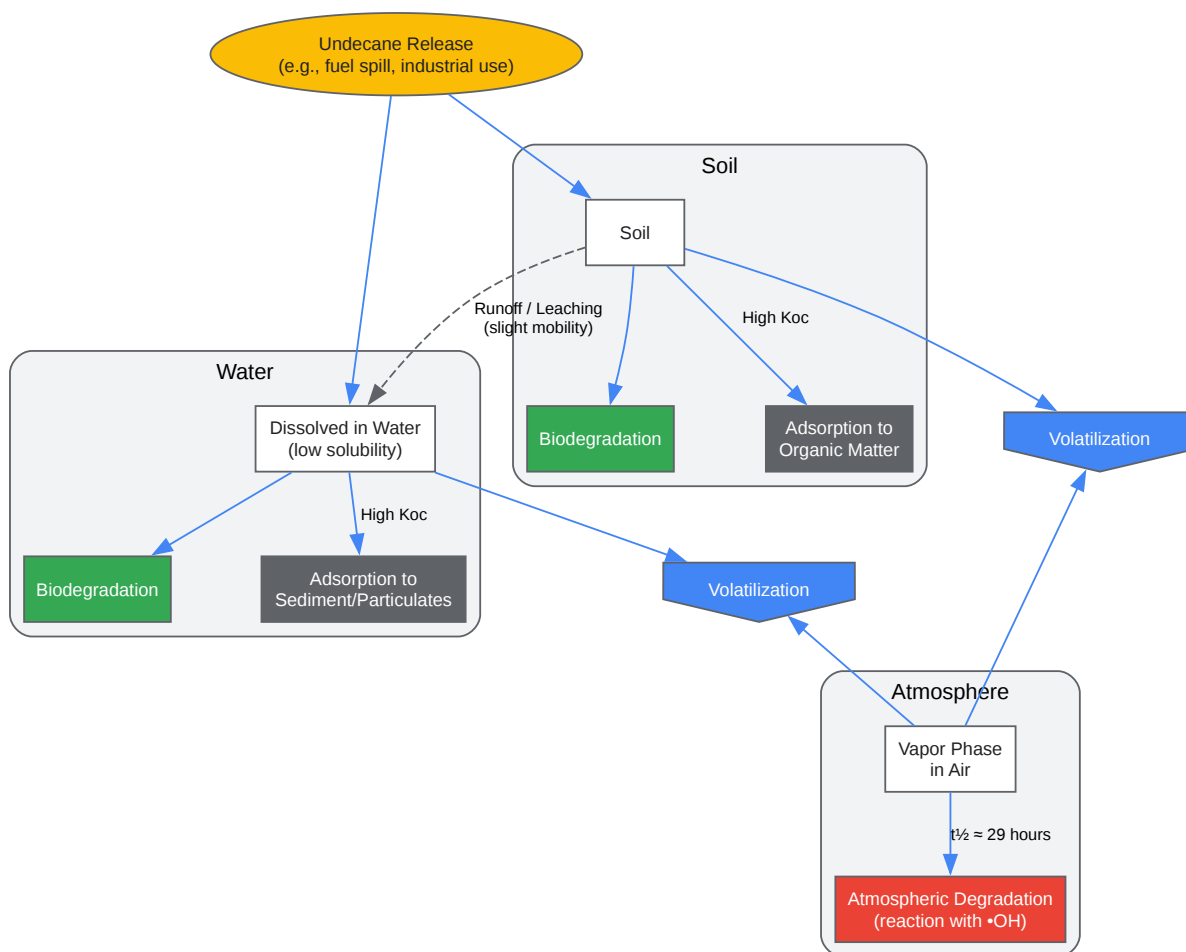 Undecane Release
(e.g., fuel spill, industrial use)
Soil
Soil
Runoff / Leaching
(slight mobility)
High Koc
Water
Dissolved in Water
(low solubility)
Biodegradation
Adsorption to
Organic Matter
Volatilization
High Koc
Biodegradation
Adsorption to
Sediment/Particulates
Volatilization
Atmosphere
Vapor Phase
in Air
t½ ≈ 29 hours
Atmospheric Degradation
(reaction with •OH)